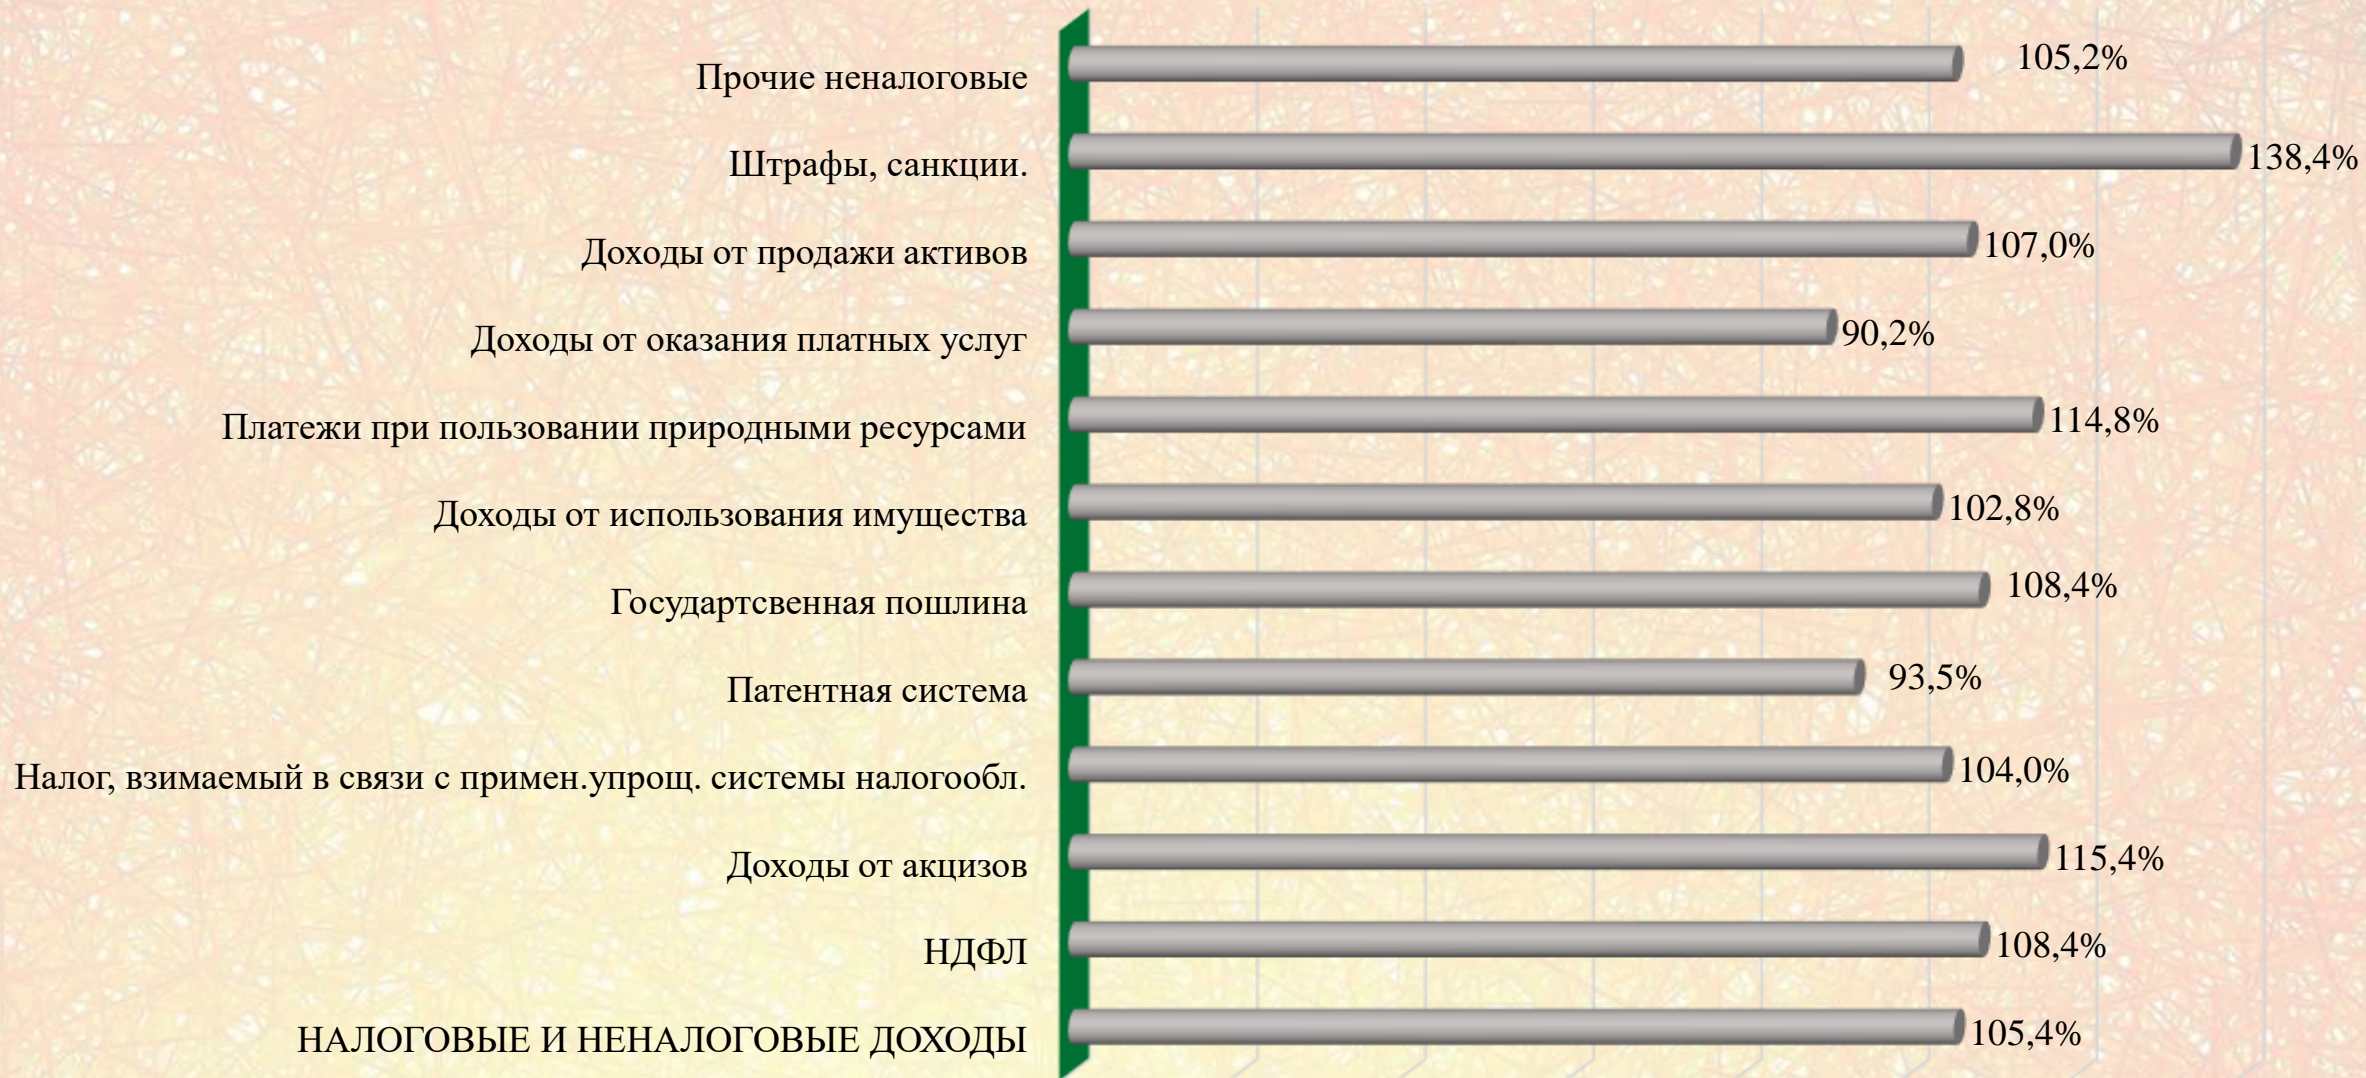 Прочие неналоговые 105,2%
Штрафы, санкции. 138,4%
Доходы от продажи активов 107,0%
Доходы от оказания платных услуг 90,2%
Платежи при пользовании природными ресурсами 114,8%
Доходы от использования имущества 102,8%
Государтсвенная пошлина 108,4%
Патентная система 93,5%
Налог, взимаемый в связи с примен.упрощ. системы налогообл. 104,0%
Доходы от акцизов 115,4%
НДФЛ 108,4%
НАЛОГОВЫЕ И НЕНАЛОГОВЫЕ ДОХОДЫ 105,4%